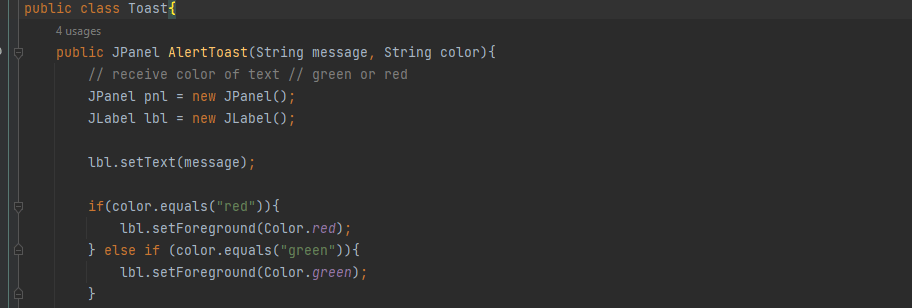 public class Toast{
4 usages
public JPanel AlertToast(String message, String color){
// receive color of text // green or red
JPanel pnl = new JPanel();
JLabel lbl = new JLabel();
lbl.setText(message);
if(color.equals("red")){
lbl.setForeground(Color.red);
} else if (color.equals("green")){
lbl.setForeground(Color.green);
}